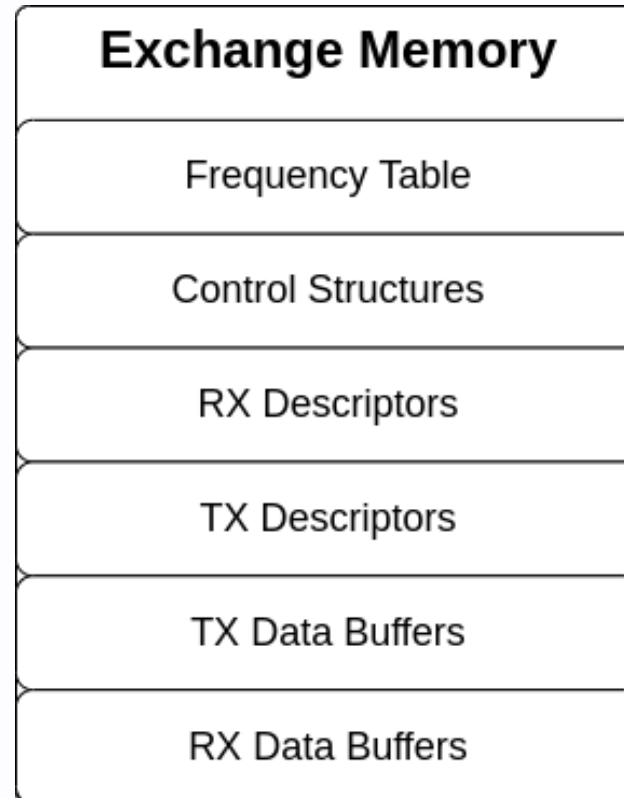 Exchange Memory
Frequency Table
Control Structures
RX Descriptors
TX Descriptors
TX Data Buffers
RX Data Buffers